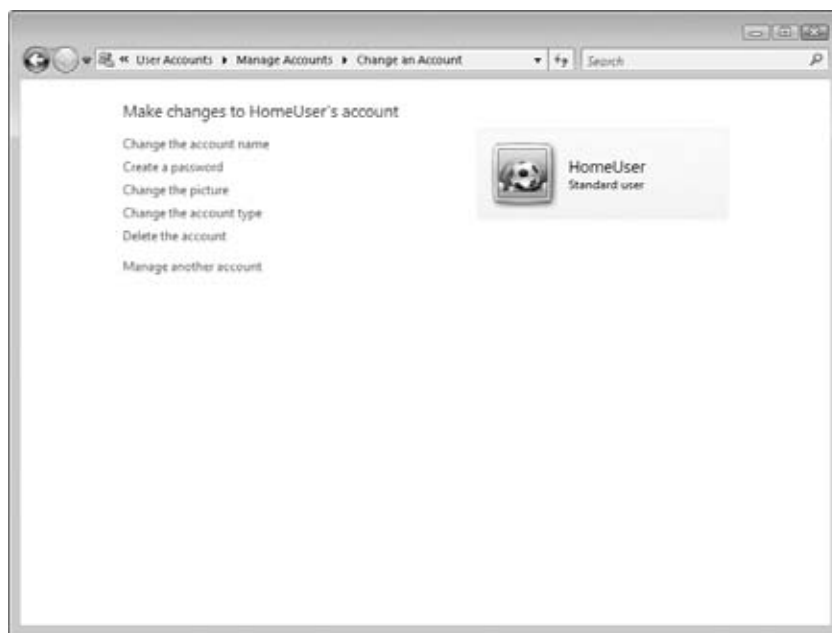 « User Accounts ▸ Manage Accounts ▸ Change an Account
Search
Make changes to HomeUser's account
Change the account name
Create a password
Change the picture
Change the account type
Delete the account
Manage another account
HomeUser
Standard user